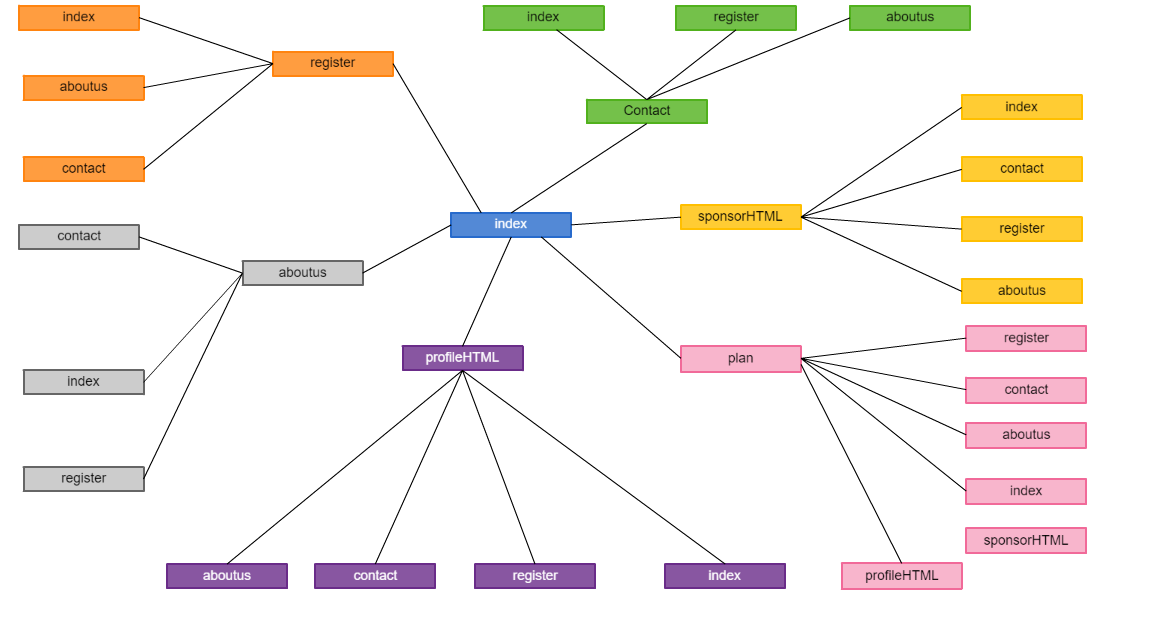 index
index
register
aboutus
register
aboutus
Contact
index
contact
contact
sponsorHTML
index
register
contact
aboutus
aboutus
register
profileHTML
plan
index
contact
aboutus
register
index
sponsorHTML
aboutus
contact
register
index
profileHTML